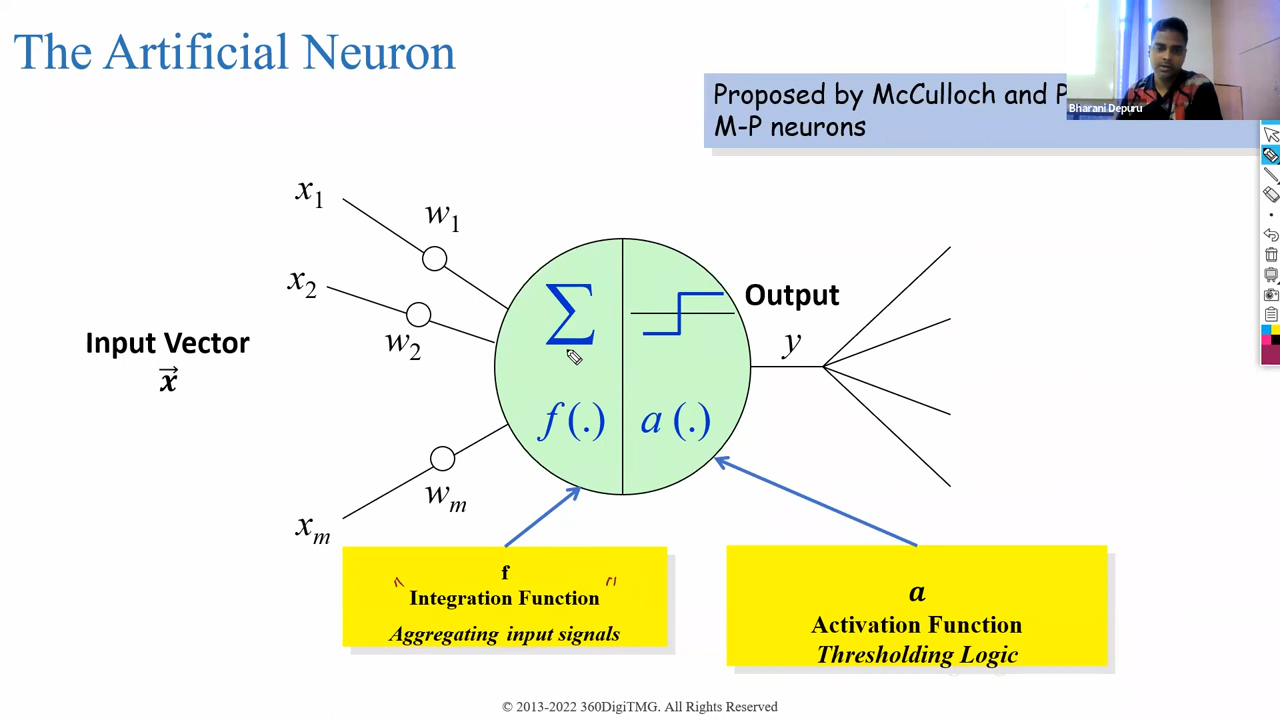 The Artificial Neuron
Proposed by McCulloch and
M-P neurons
Bharani Depuru
x₁
w₁
x₂
w₂
Input Vector
x⃗
wₘ
xₘ
∑
f(.)
a(.)
Output
y
f
" Integration Function "
Aggregating input signals
a
Activation Function
Thresholding Logic
© 2013-2022 360DigiTMG. All Rights Reserved